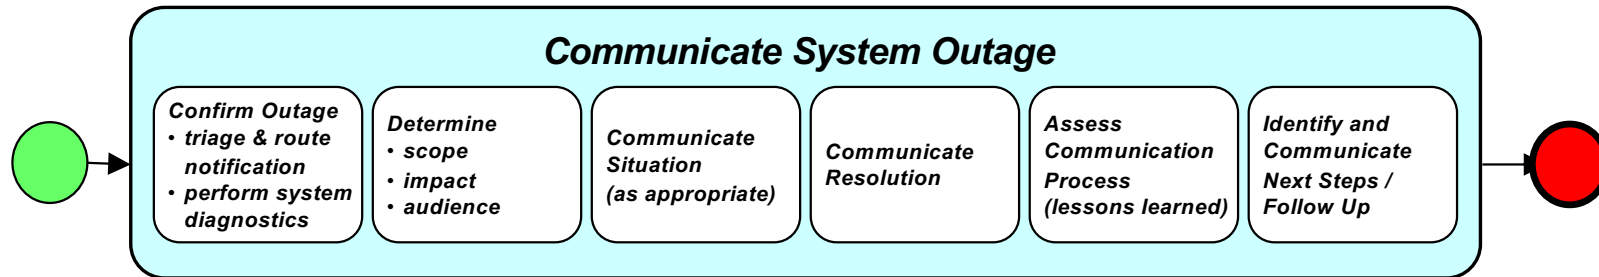 Communicate System Outage
Confirm Outage
• triage & route
notification
• perform system
diagnostics
Determine
• scope
• impact
• audience
Communicate
Situation
(as appropriate)
Communicate
Resolution
Assess
Communication
Process
(lessons learned)
Identify and
Communicate
Next Steps /
Follow Up